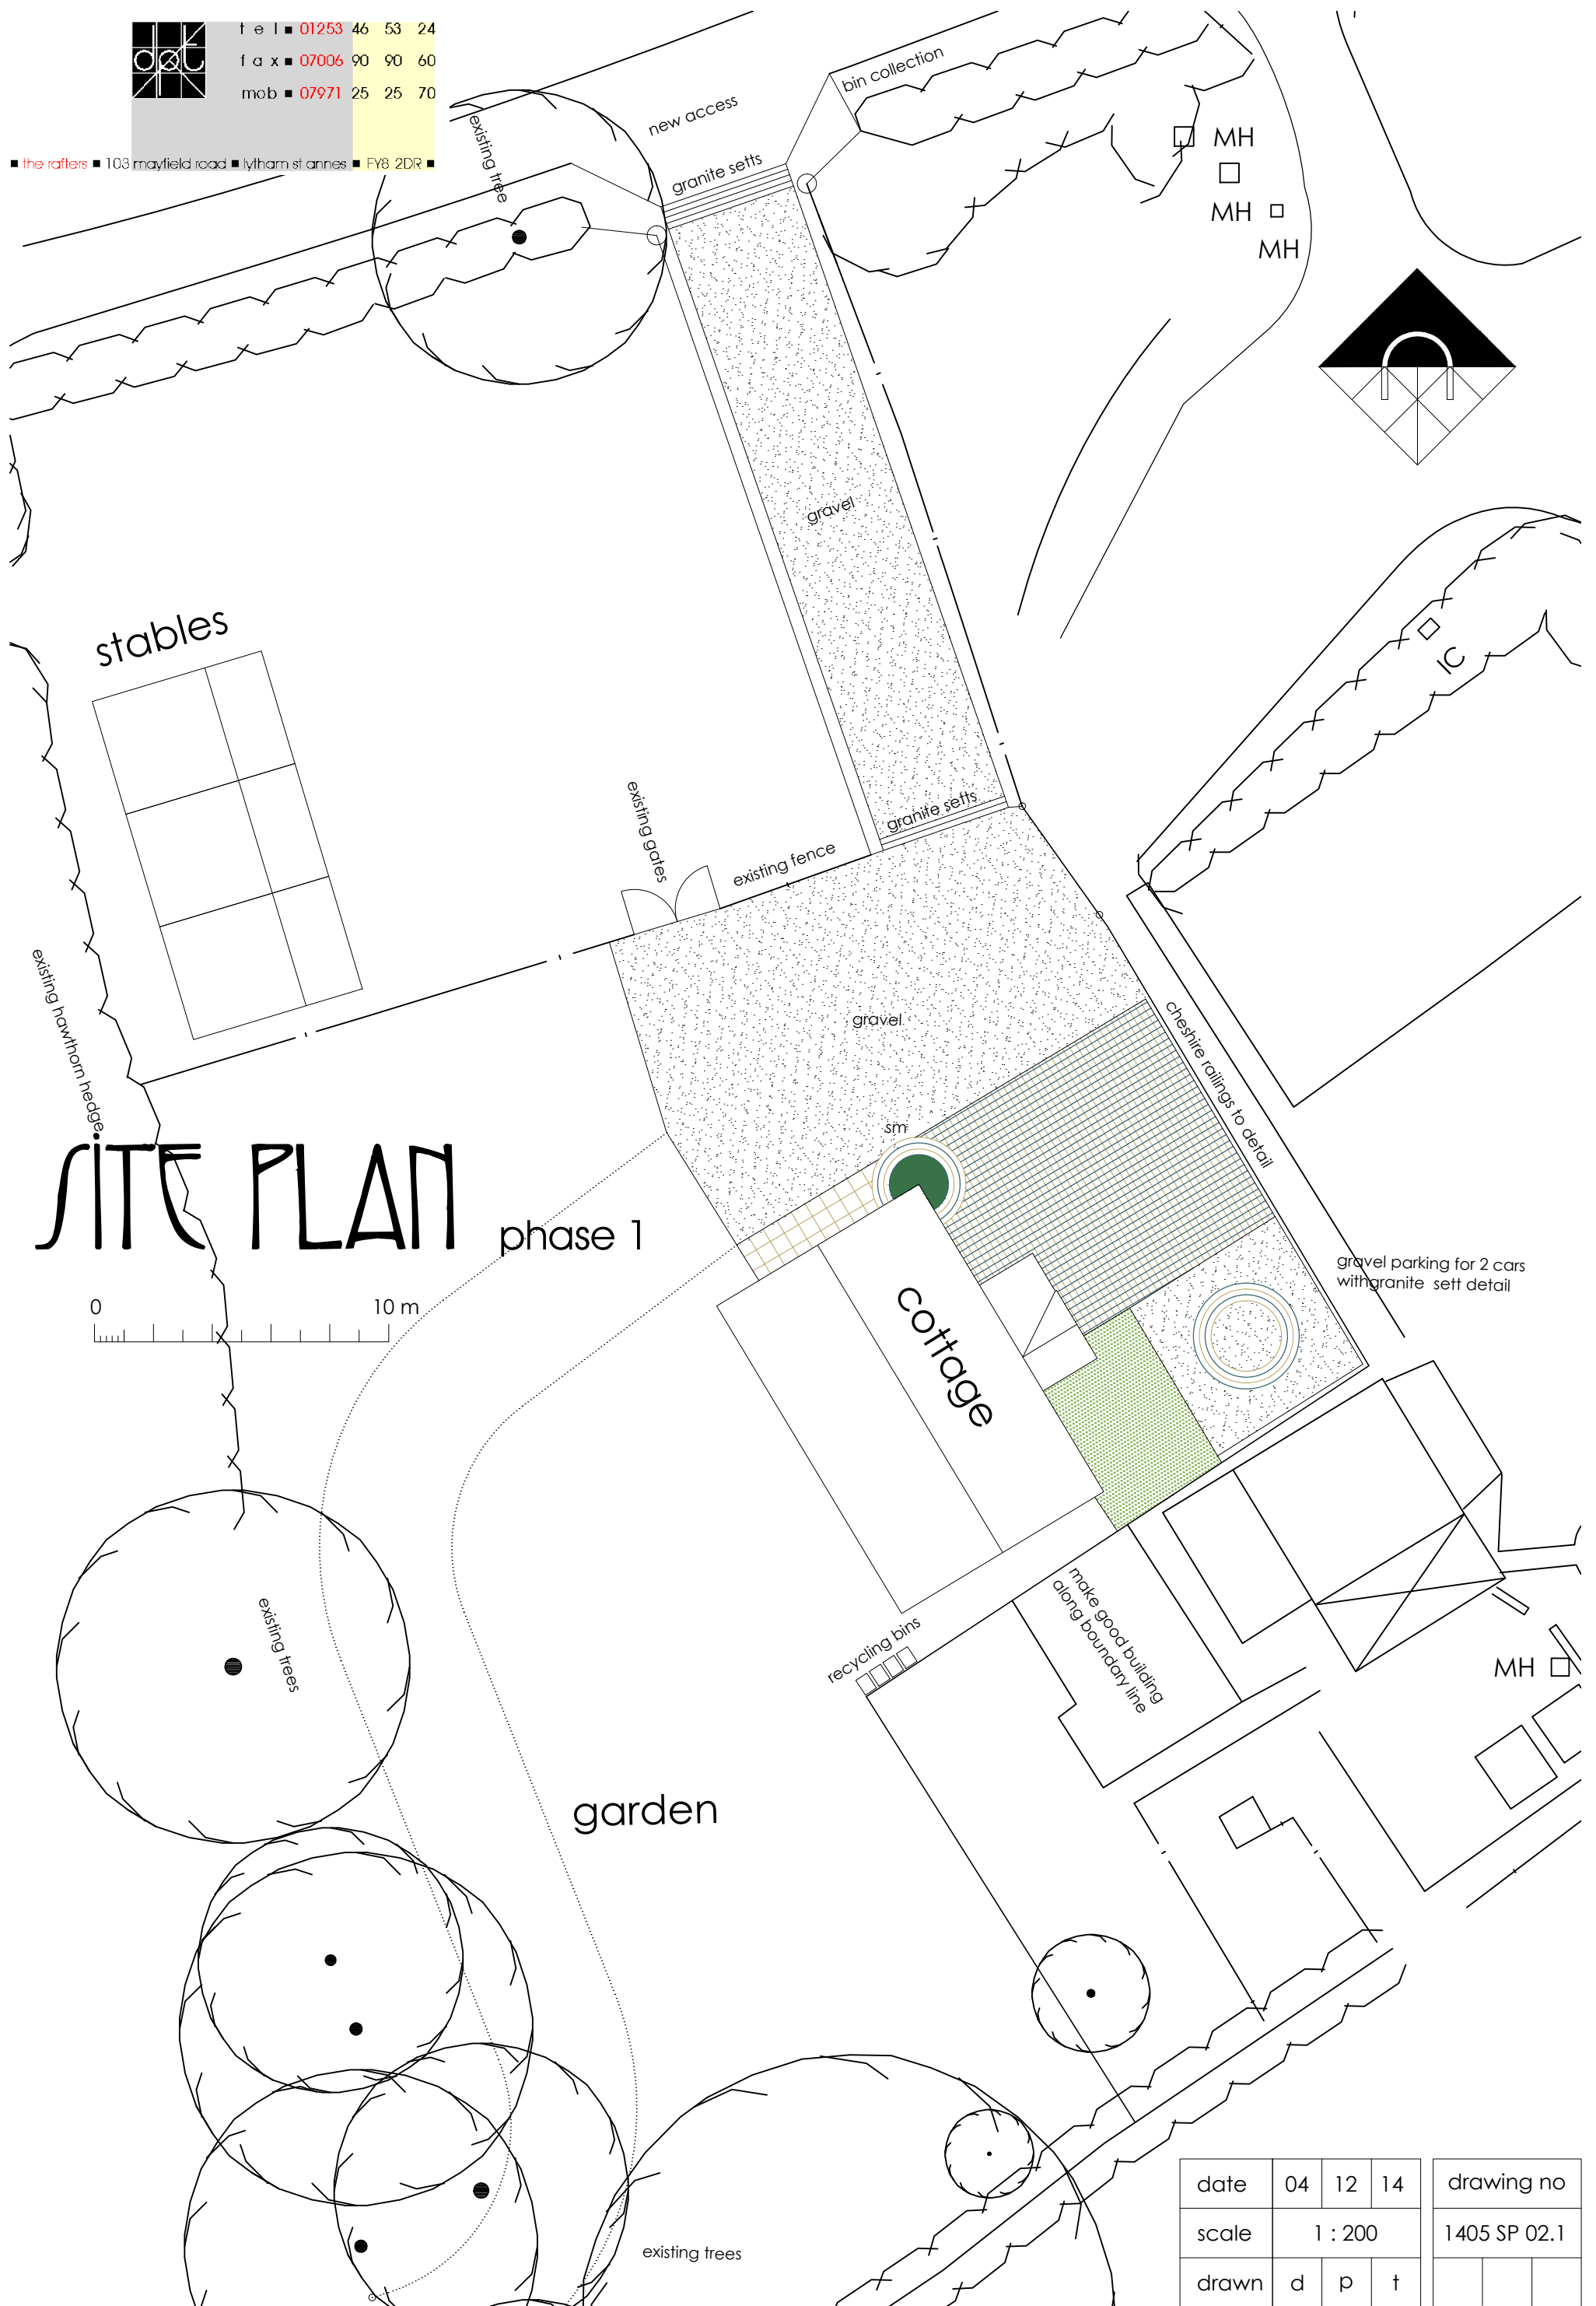 dpt
tel ▪ 01253 46 53 24
fax ▪ 07006 90 90 60
mob ▪ 07971 25 25 70
▪ the rafters ▪ 103 mayfield road ▪ lytham st annes ▪ FY8 2DR ▪
bin collection
new access
existing tree
granite setts
MH
MH
MH
gravel
stables
IC
existing gates
granite setts
existing fence
existing hawthorn hedge
gravel
cheshire railings to detail
sm
SITE PLAN
phase 1
0 10 m
gravel parking for 2 cars
withgranite sett detail
cottage
existing trees
make good building
along boundary line
recycling bins
MH
garden
existing trees
date 04 12 14
scale 1 : 200
drawn d p t
drawing no
1405 SP 02.1